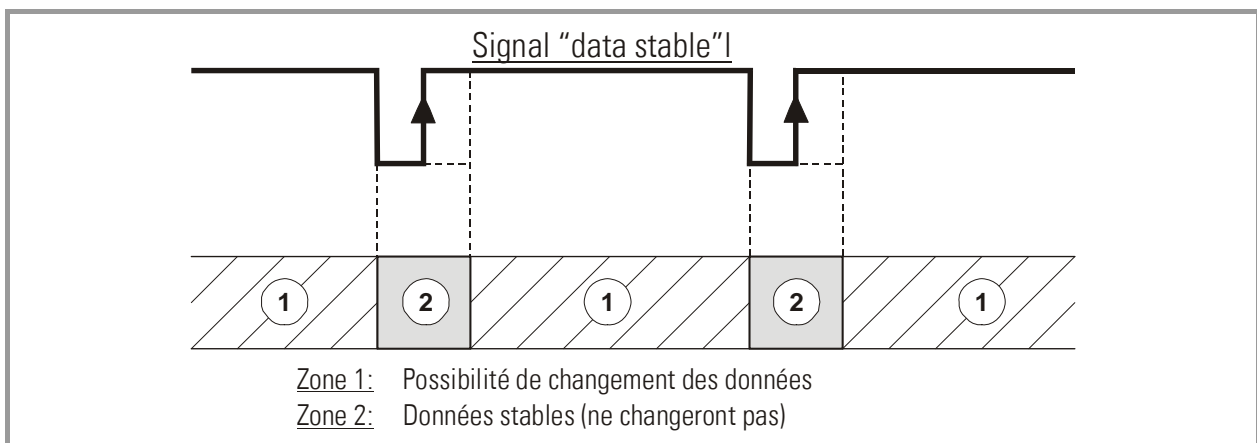 Signal “data stable”l
1 2 1 2 1
Zone 1: Possibilité de changement des données
Zone 2: Données stables (ne changeront pas)